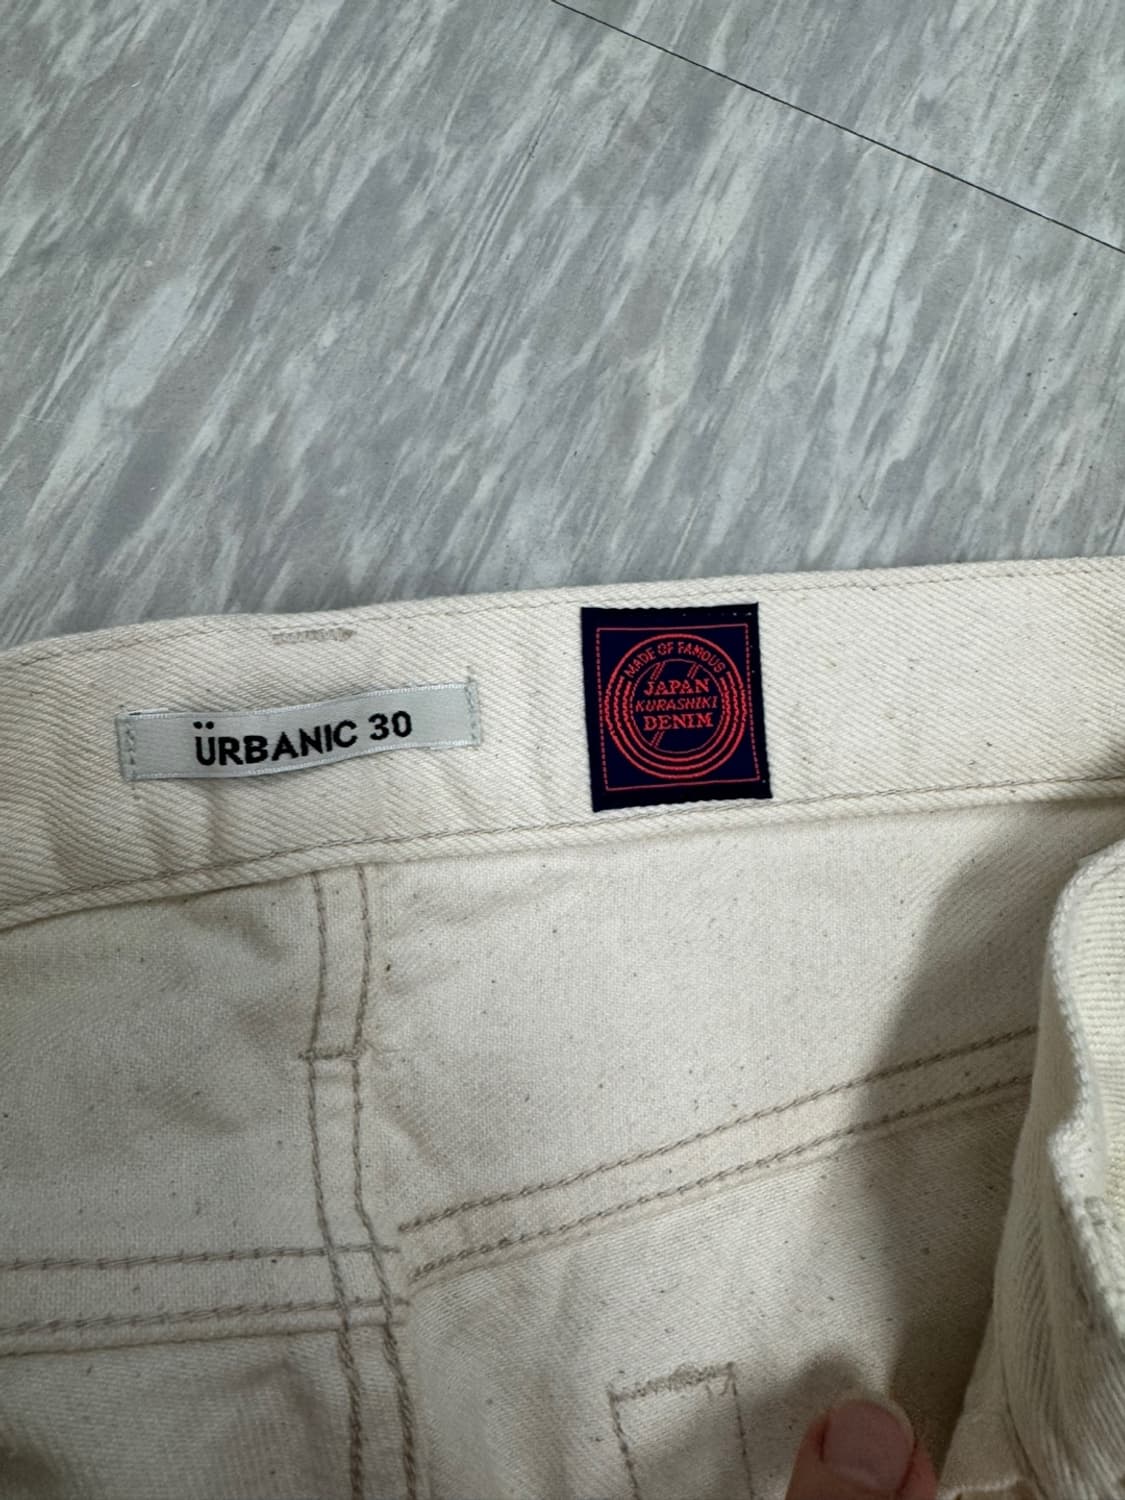 ÜRBANIC 30
MADE OF FAMOUS
JAPAN
KURASHIKI
DENIM